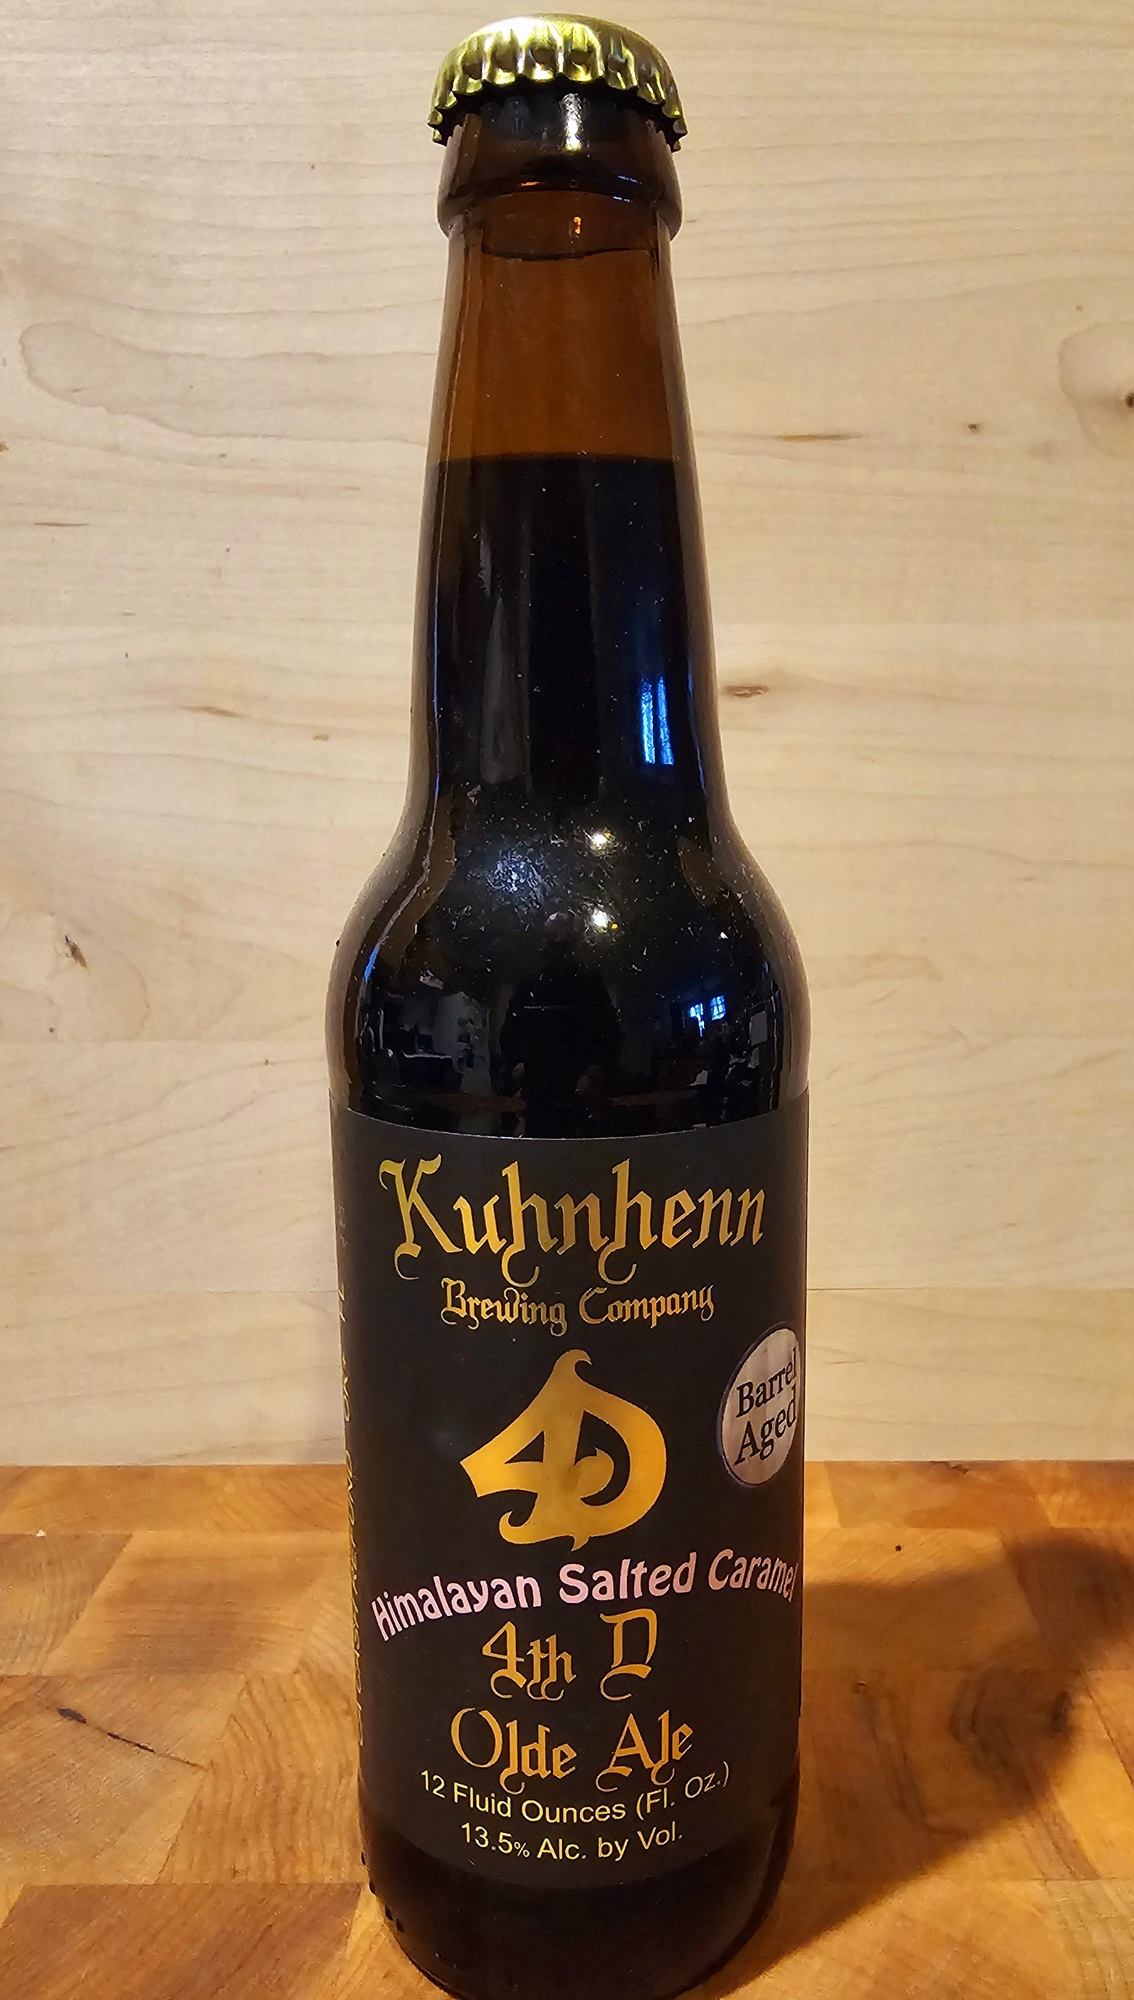 Kuhnhenn
Brewing Company
4D
Barrel
Aged
Himalayan Salted Caramel
4th D
Olde Ale
12 Fluid Ounces (Fl. Oz.)
13.5% Alc. by Vol.